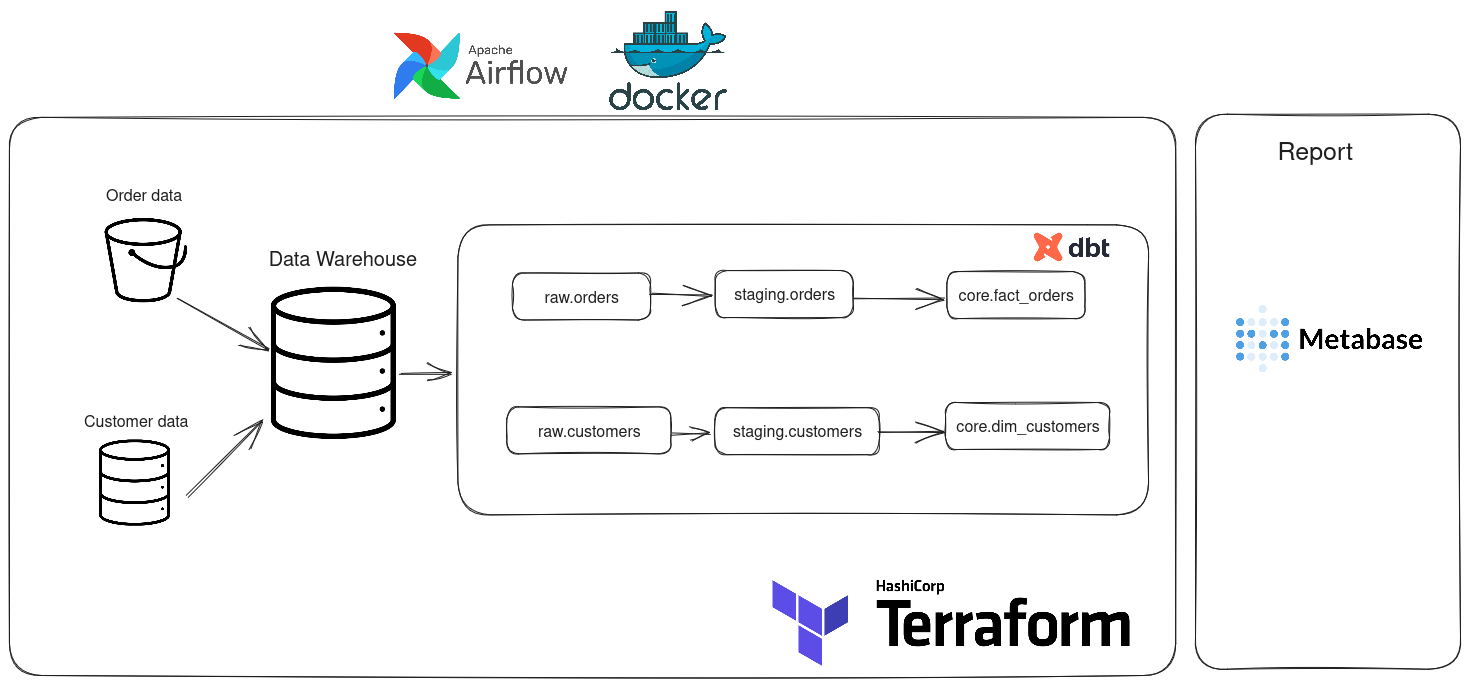 Apache
Airflow
docker
Report
Order data
Data Warehouse
dbt
raw.orders
staging.orders
core.fact_orders
Metabase
Customer data
raw.customers
staging.customers
core.dim_customers
HashiCorp
Terraform